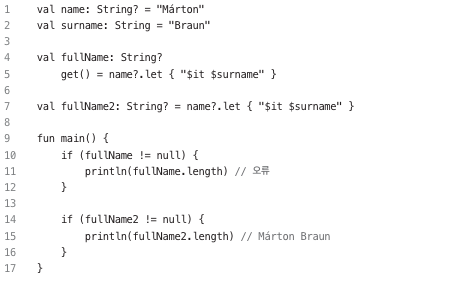 1 val name: String? = "Márton"
2 val surname: String = "Braun"
3
4 val fullName: String?
5     get() = name?.let { "$it $surname" }
6
7 val fullName2: String? = name?.let { "$it $surname" }
8
9 fun main() {
10     if (fullName != null) {
11         println(fullName.length) // 오류
12     }
13
14     if (fullName2 != null) {
15         println(fullName2.length) // Márton Braun
16     }
17 }